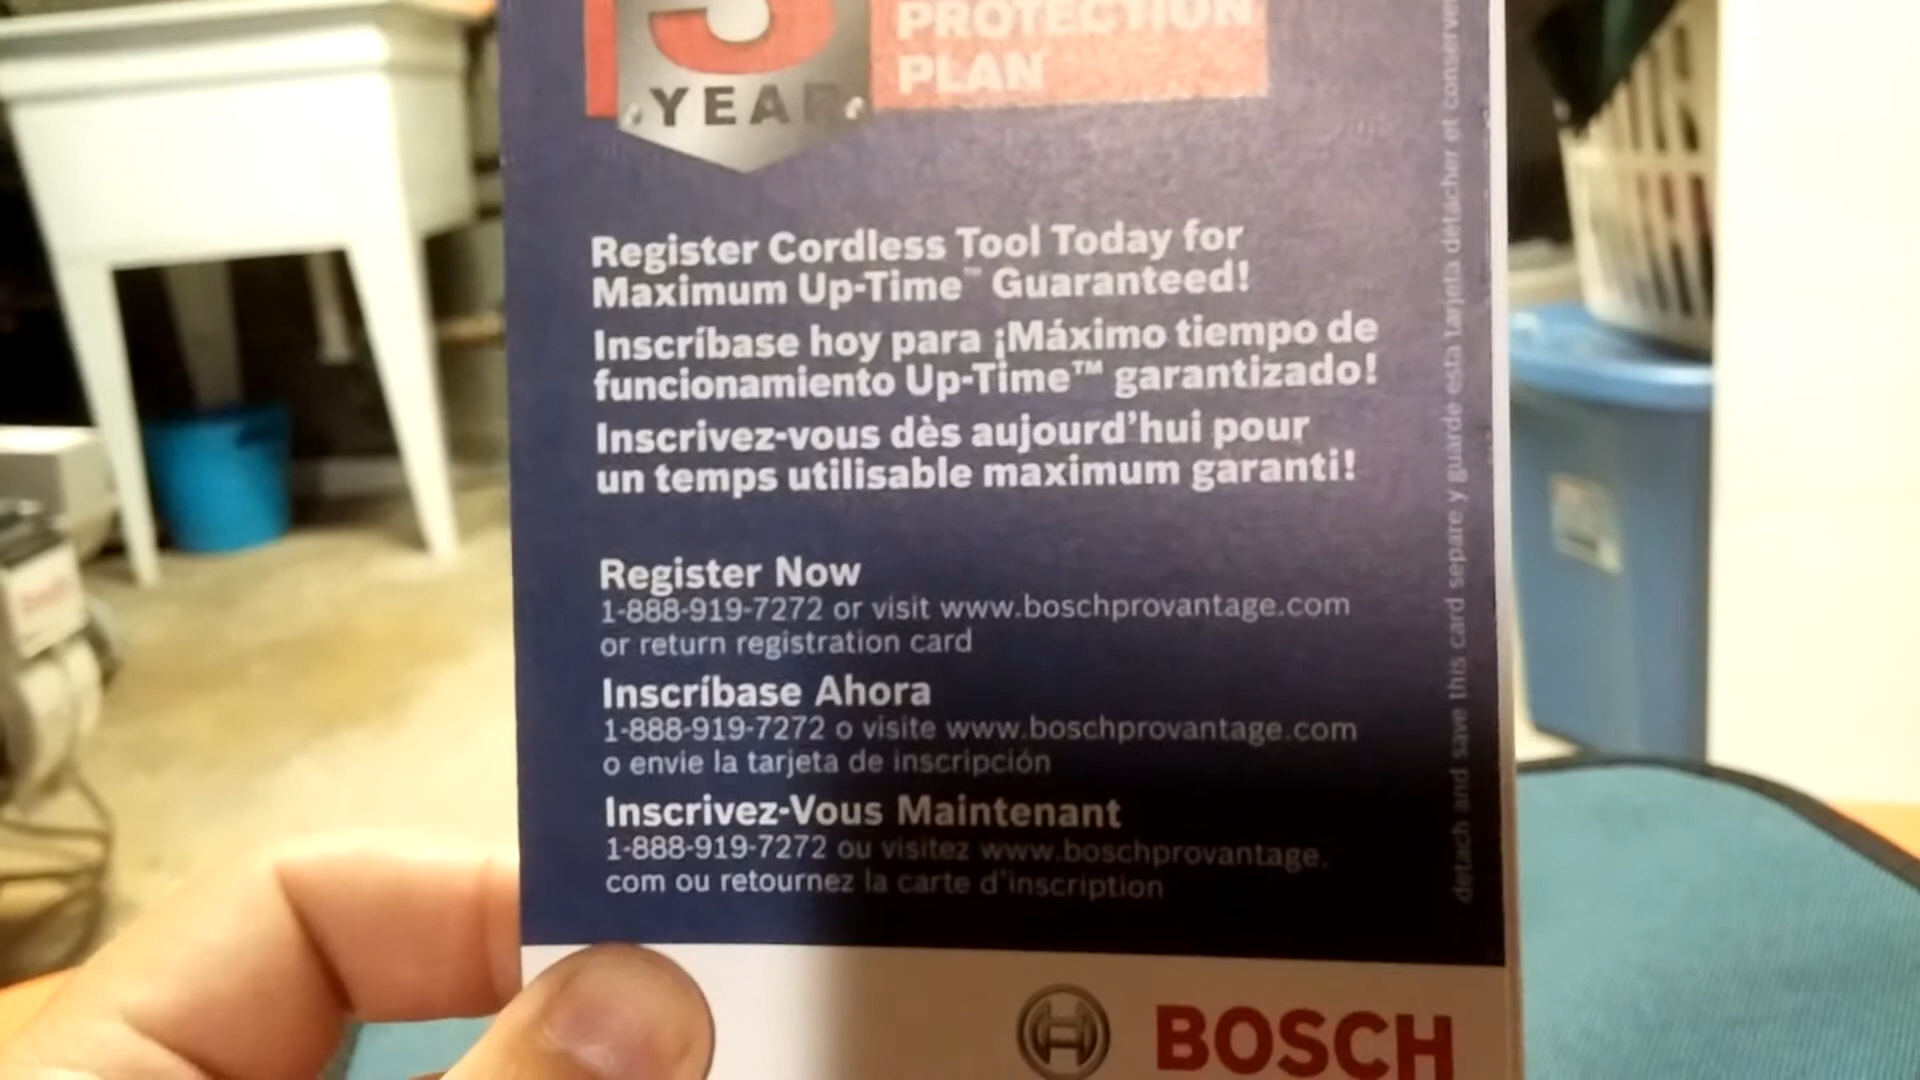 YEAR
PROTECTION
PLAN
Register Cordless Tool Today for
Maximum Up-Time™ Guaranteed!
Inscríbase hoy para ¡Máximo tiempo de
funcionamiento Up-Time™ garantizado!
Inscrivez-vous dès aujourd'hui pour
un temps utilisable maximum garanti!
Register Now
1-888-919-7272 or visit www.boschprovantage.com
or return registration card
Inscríbase Ahora
1-888-919-7272 o visite www.boschprovantage.com
o envie la tarjeta de inscripción
Inscrivez-Vous Maintenant
1-888-919-7272 ou visitez www.boschprovantage.
com ou retournez la carte d'inscription
detach and save this card separe y guarde esta tarjeta detacher et conserve
BOSCH